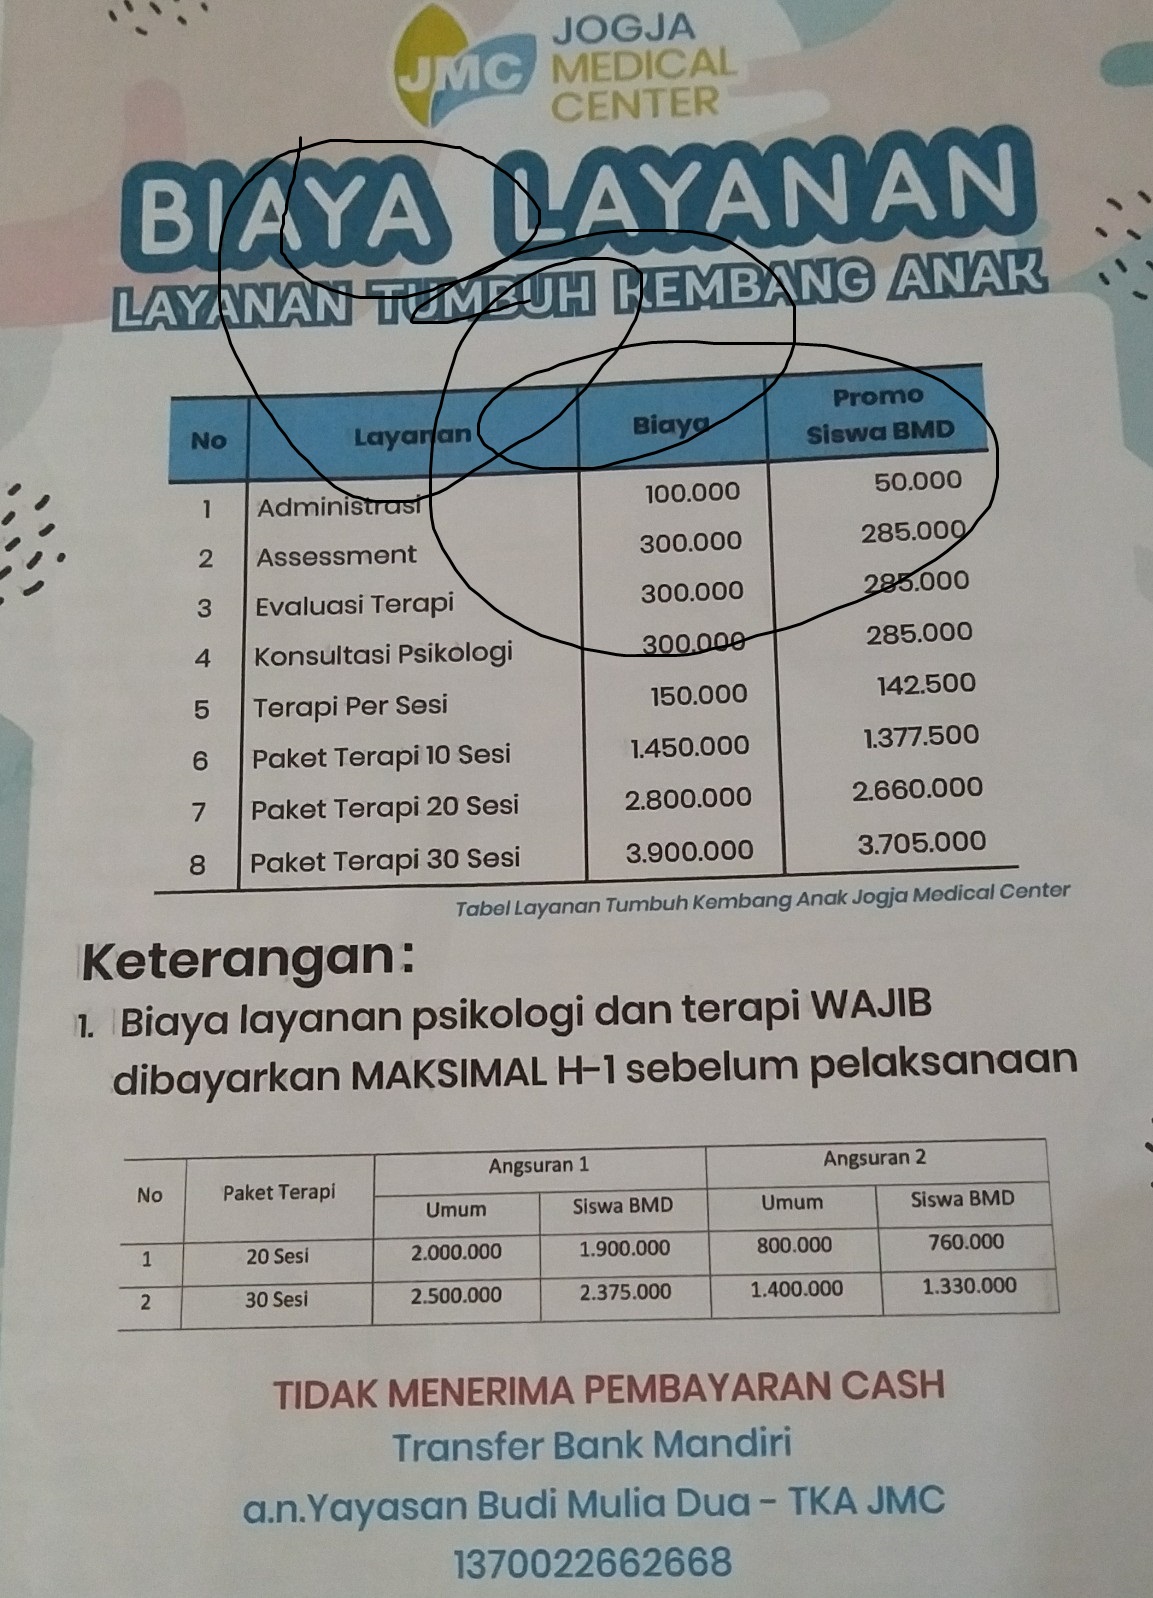 JMC
JOGJA
MEDICAL
CENTER
BIAYA LAYANAN
LAYANAN TUMBUH KEMBANG ANAK
No Layanan Biaya Promo Siswa BMD
1 Administrasi 100.000 50.000
2 Assessment 300.000 285.000
3 Evaluasi Terapi 300.000 285.000
4 Konsultasi Psikologi 300.000 285.000
5 Terapi Per Sesi 150.000 142.500
6 Paket Terapi 10 Sesi 1.450.000 1.377.500
7 Paket Terapi 20 Sesi 2.800.000 2.660.000
8 Paket Terapi 30 Sesi 3.900.000 3.705.000
Tabel Layanan Tumbuh Kembang Anak Jogja Medical Center
Keterangan:
1. Biaya layanan psikologi dan terapi WAJIB
dibayarkan MAKSIMAL H-1 sebelum pelaksanaan
No Paket Terapi Angsuran 1 Angsuran 2
Umum Siswa BMD Umum Siswa BMD
1 20 Sesi 2.000.000 1.900.000 800.000 760.000
2 30 Sesi 2.500.000 2.375.000 1.400.000 1.330.000
TIDAK MENERIMA PEMBAYARAN CASH
Transfer Bank Mandiri
a.n.Yayasan Budi Mulia Dua - TKA JMC
1370022662668